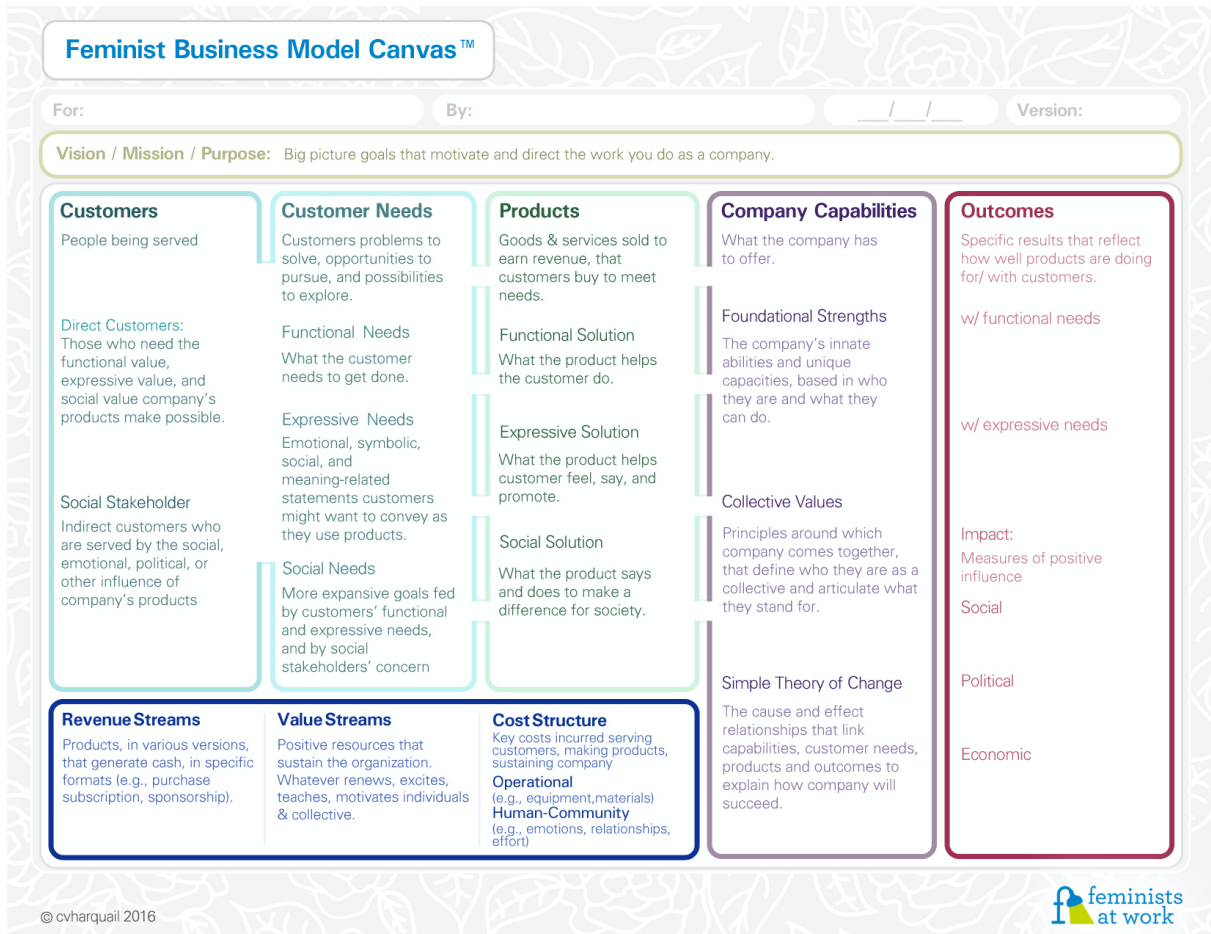 Feminist Business Model Canvas™
For:
By:
___/___/___
Version:
Vision / Mission / Purpose: Big picture goals that motivate and direct the work you do as a company.
Customers
People being served
Direct Customers:
Those who need the
functional value,
expressive value, and
social value company's
products make possible.
Social Stakeholder
Indirect customers who
are served by the social,
emotional, political, or
other influence of
company's products
Customer Needs
Customers problems to
solve, opportunities to
pursue, and possibilities
to explore.
Functional Needs
What the customer
needs to get done.
Expressive Needs
Emotional, symbolic,
social, and
meaning-related
statements customers
might want to convey as
they use products.
Social Needs
More expansive goals fed
by customers' functional
and expressive needs,
and by social
stakeholders' concern
Products
Goods & services sold to
earn revenue, that
customers buy to meet
needs.
Functional Solution
What the product helps
the customer do.
Expressive Solution
What the product helps
customer feel, say, and
promote.
Social Solution
What the product says
and does to make a
difference for society.
Company Capabilities
What the company has
to offer.
Foundational Strengths
The company's innate
abilities and unique
capacities, based in who
they are and what they
can do.
Collective Values
Principles around which
company comes together,
that define who they are as a
collective and articulate what
they stand for.
Simple Theory of Change
The cause and effect
relationships that link
capabilities, customer needs,
products and outcomes to
explain how company will
succeed.
Outcomes
Specific results that reflect
how well products are doing
for/ with customers.
w/ functional needs
w/ expressive needs
Impact:
Measures of positive
influence
Social
Political
Economic
Revenue Streams
Products, in various versions,
that generate cash, in specific
formats (e.g., purchase
subscription, sponsorship).
Value Streams
Positive resources that
sustain the organization.
Whatever renews, excites,
teaches, motivates individuals
& collective.
Cost Structure
Key costs incurred serving
customers, making products,
sustaining company
Operational
(e.g., equipment,materials)
Human-Community
(e.g., emotions, relationships,
effort)
© cvharquail 2016
feminists
at work